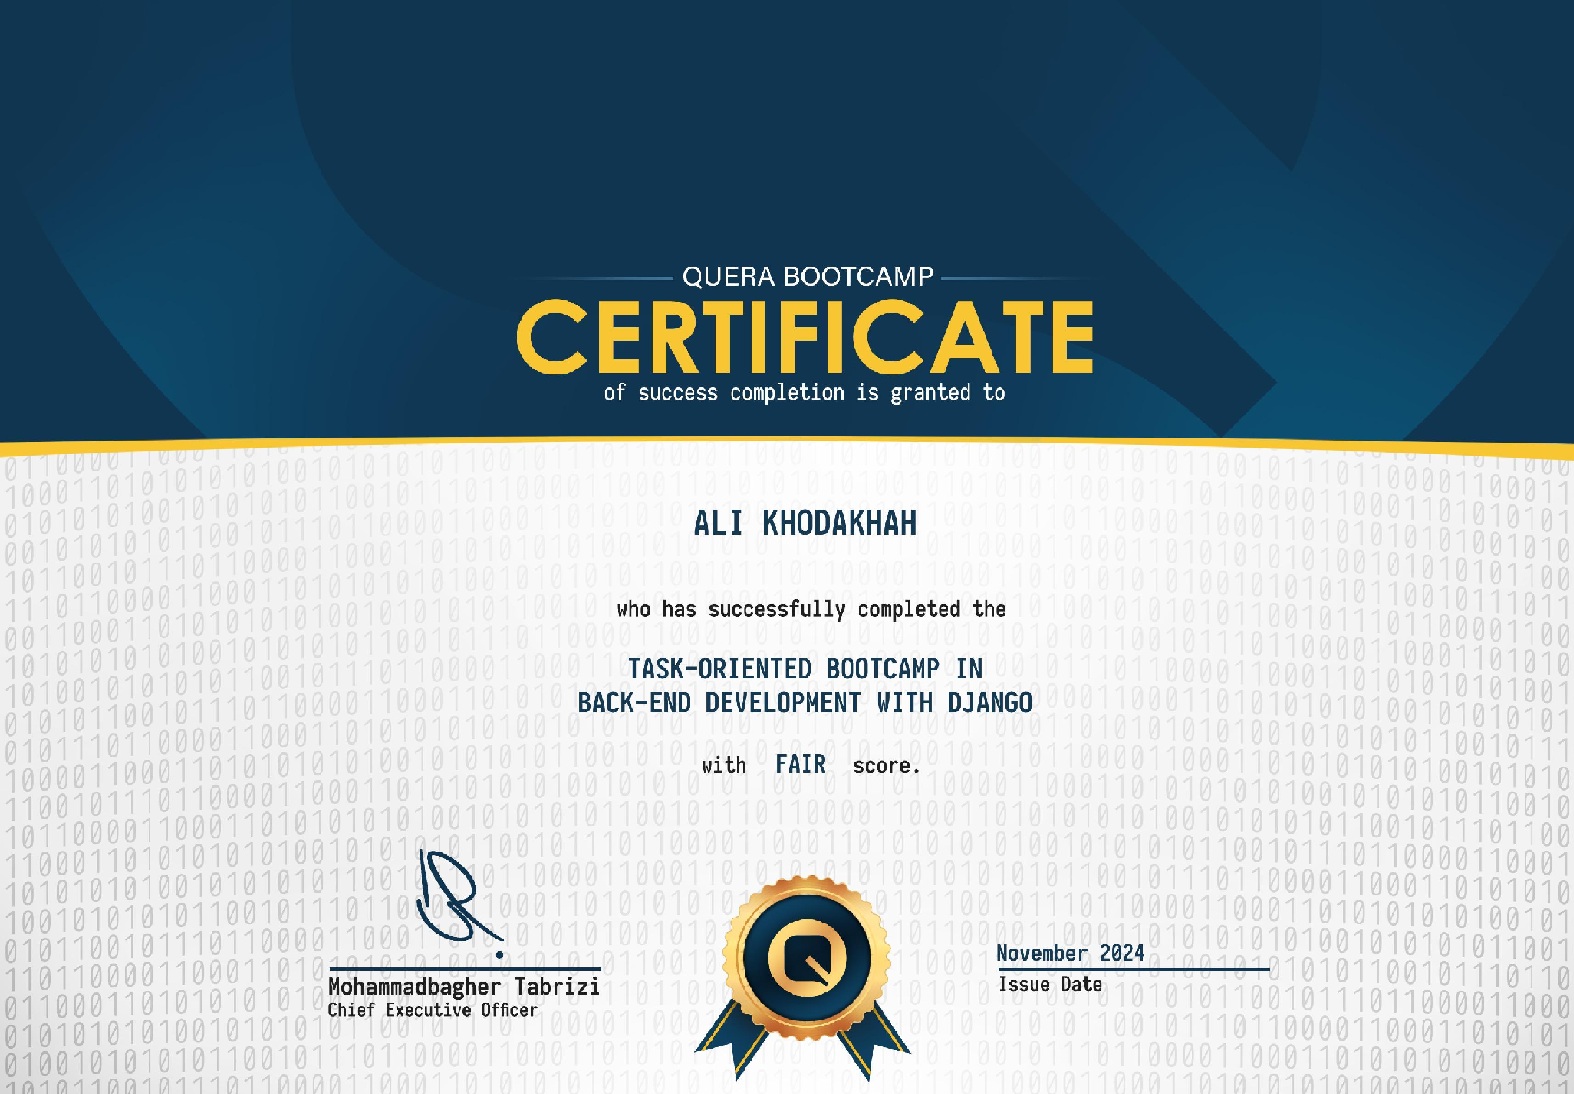 QUERA BOOTCAMP
CERTIFICATE
of success completion is granted to
ALI KHODAKHAH
who has successfully completed the
TASK-ORIENTED BOOTCAMP IN
BACK-END DEVELOPMENT WITH DJANGO
with FAIR score.
Mohammadbagher Tabrizi
Chief Executive Officer
November 2024
Issue Date